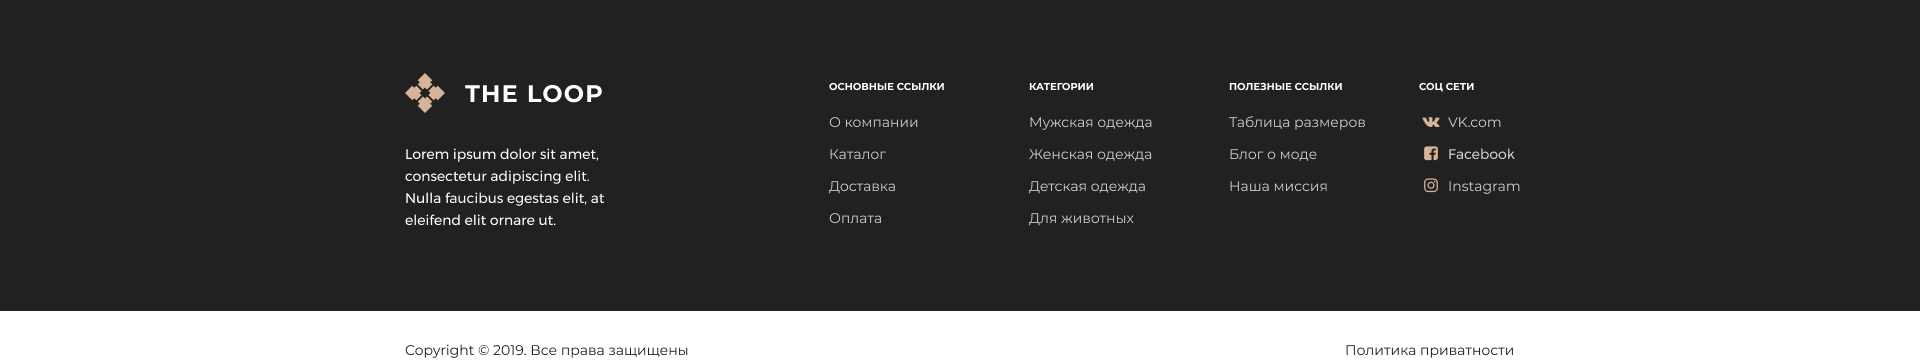 THE LOOP
Lorem ipsum dolor sit amet,
consectetur adipiscing elit.
Nulla faucibus egestas elit, at
eleifend elit ornare ut.
ОСНОВНЫЕ ССЫЛКИ
О компании
Каталог
Доставка
Оплата
КАТЕГОРИИ
Мужская одежда
Женская одежда
Детская одежда
Для животных
ПОЛЕЗНЫЕ ССЫЛКИ
Таблица размеров
Блог о моде
Наша миссия
СОЦ СЕТИ
VK.com
Facebook
Instagram
Copyright © 2019. Все права защищены
Политика приватности